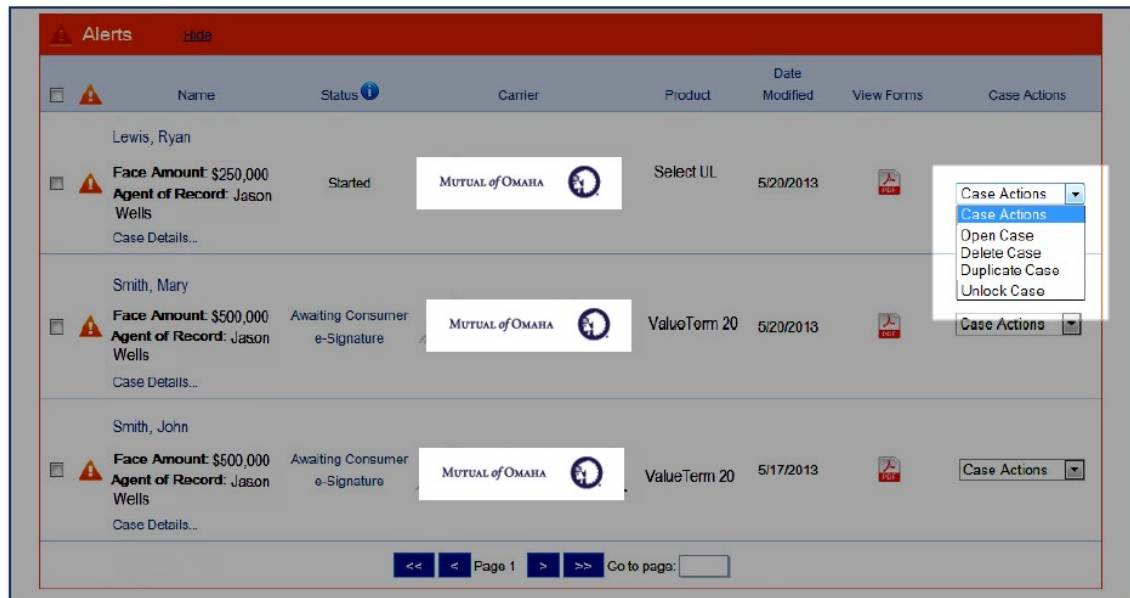 Alerts Hide
Name Status Carrier Product Date Modified View Forms Case Actions
Lewis, Ryan
Face Amount: $250,000
Agent of Record: Jason
Wells
Case Details...
Started
MUTUAL of OMAHA
Select UL
5/20/2013
PDF
Case Actions
Case Actions
Open Case
Delete Case
Duplicate Case
Unlock Case
Smith, Mary
Face Amount: $500,000
Agent of Record: Jason
Wells
Case Details...
Awaiting Consumer
e-Signature
MUTUAL of OMAHA
ValueTerm 20
5/20/2013
PDF
Case Actions
Smith, John
Face Amount: $500,000
Agent of Record: Jason
Wells
Case Details...
Awaiting Consumer
e-Signature
MUTUAL of OMAHA
ValueTerm 20
5/17/2013
PDF
Case Actions
<< < Page 1 > >> Go to page: